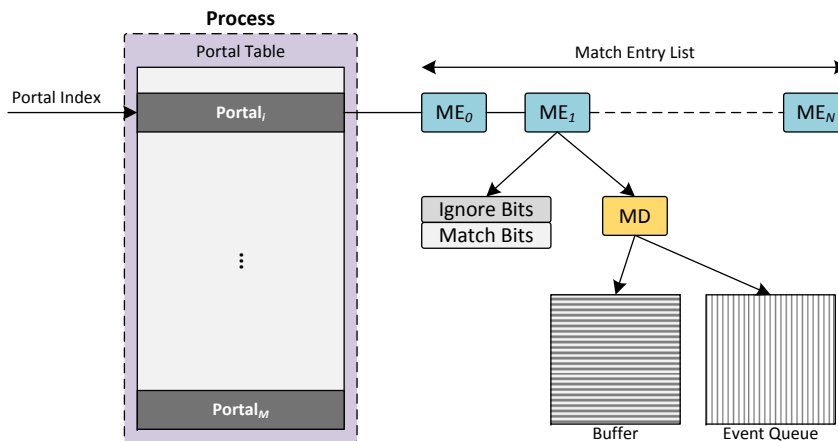 Process
Portal Table
Match Entry List
Portal Index
Portal_i
ME_0
ME_1
ME_N
Ignore Bits
Match Bits
MD
...
Portal_M
Buffer
Event Queue